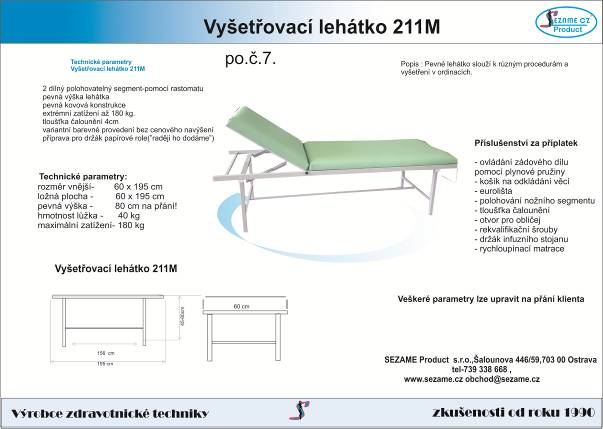 Vyšetřovací lehátko 211M
SEZAME CZ
Product
po.č.7.
Technické parametry
Vyšetřovací lehátko 211M
Popis : Pevné lehátko slouží k různým procedurám a
vyšetření v ordinacích.
2 dílný polohovatelný segment-pomocí rastomatu
pevná výška lehátka
pevná kovová konstrukce
extrémní zatížení až 180 kg.
tloušťka čalounění 4cm
variantní barevné provedení bez cenového navýšení
příprava pro držák papírové role("raději ho dodáme")
Příslušenství za příplatek
- ovládání zádového dílu
pomocí plynové pružiny
- košík na odkládání věcí
- eurolišta
- polohování nožního segmentu
- tloušťka čalounění
- otvor pro obličej
- rekvalifikační šrouby
- držák infuzního stojanu
- rychloupínací matrace
Technické parametry:
rozměr vnější- 60 x 195 cm
ložná plocha - 60 x 195 cm
pevná výška - 80 cm na přání!
hmotnost lůžka - 40 kg
maximální zatížení- 180 kg
Vyšetřovací lehátko 211M
60 cm
156 cm
195 cm
Veškeré parametry lze upravit na přání klienta
SEZAME Product s.r.o.,Šalounova 446/59,703 00 Ostrava
tel-739 338 668 ,
www.sezame.cz obchod@sezame.cz
Výrobce zdravotnické techniky
zkušenosti od roku 1990